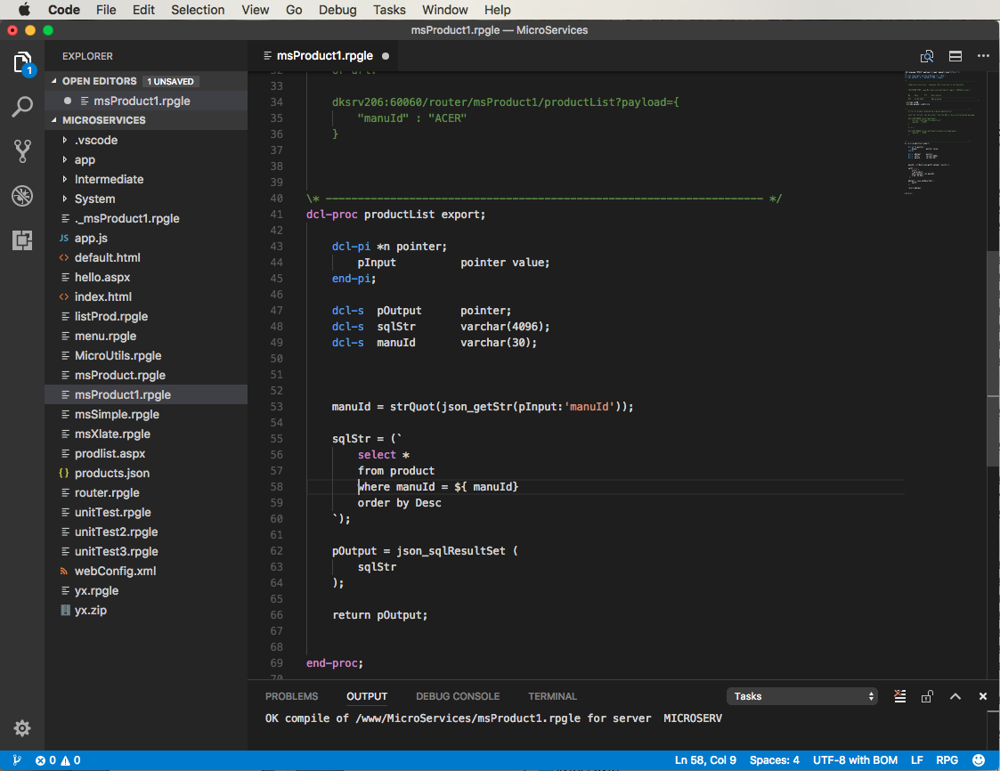 Code File Edit Selection View Go Debug Tasks Window Help
msProduct1.rpgle — MicroServices
EXPLORER
OPEN EDITORS 1 UNSAVED
msProduct1.rpgle
MICROSERVICES
.vscode
app
Intermediate
System
._msProduct1.rpgle
JS app.js
default.html
hello.aspx
index.html
listProd.rpgle
menu.rpgle
MicroUtils.rpgle
msProduct.rpgle
msProduct1.rpgle
msSimple.rpgle
msXlate.rpgle
prodlist.aspx
{} products.json
router.rpgle
unitTest.rpgle
unitTest2.rpgle
unitTest3.rpgle
webConfig.xml
yx.rpgle
yx.zip
1
msProduct1.rpgle
32 or url:
33
34 dksrv206:60060/router/msProduct1/productList?payload={
35 "manuId" : "ACER"
36 }
37
38
39
40 \* -------------------------------------------------------------------- */
41 dcl-proc productList export;
42
43 dcl-pi *n pointer;
44 pInput pointer value;
45 end-pi;
46
47 dcl-s pOutput pointer;
48 dcl-s sqlStr varchar(4096);
49 dcl-s manuId varchar(30);
50
51
52
53 manuId = strQuot(json_getStr(pInput:'manuId'));
54
55 sqlStr = (`
56 select *
57 from product
58 where manuId = ${ manuId}
59 order by Desc
60 `);
61
62 pOutput = json_sqlResultSet (
63 sqlStr
64 );
65
66 return pOutput;
67
68
69 end-proc;
70
PROBLEMS OUTPUT DEBUG CONSOLE TERMINAL Tasks
OK compile of /www/MicroServices/msProduct1.rpgle for server MICROSERV
0 0 Ln 58, Col 9 Spaces: 4 UTF-8 with BOM LF RPG